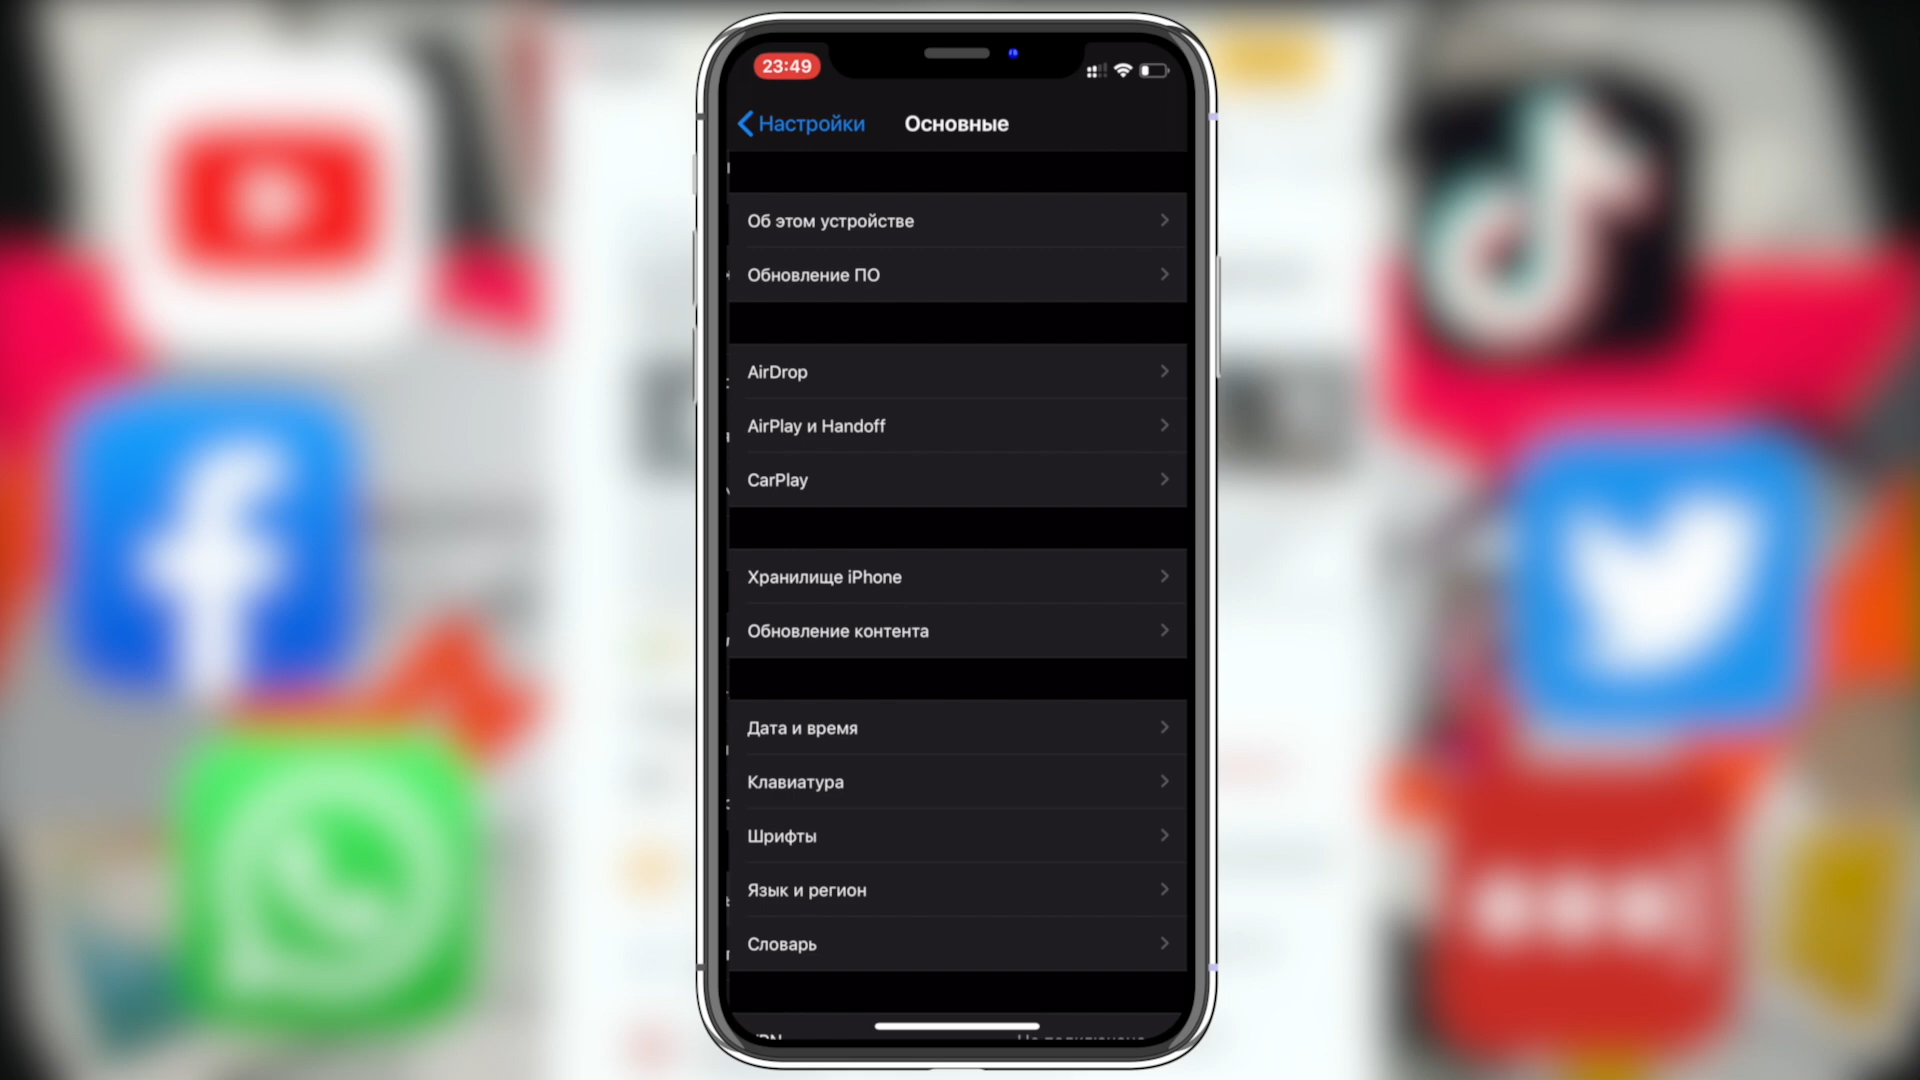 23:49
Настройки
Основные
Об этом устройстве
Обновление ПО
AirDrop
AirPlay и Handoff
CarPlay
Хранилище iPhone
Обновление контента
Дата и время
Клавиатура
Шрифты
Язык и регион
Словарь